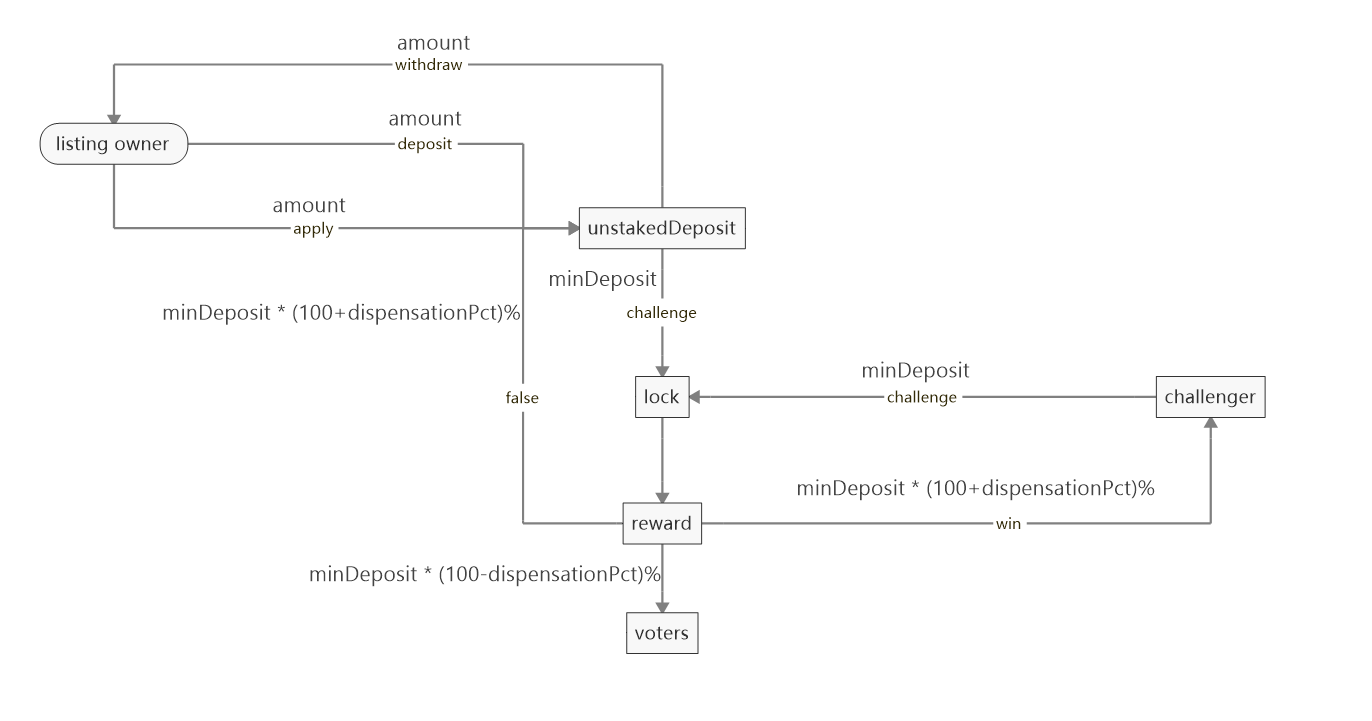 amount
withdraw
amount
listing owner
deposit
amount
apply
unstakedDeposit
minDeposit
minDeposit * (100+dispensationPct)%
challenge
minDeposit
false
lock
challenge
challenger
minDeposit * (100+dispensationPct)%
reward
win
minDeposit * (100-dispensationPct)%
voters